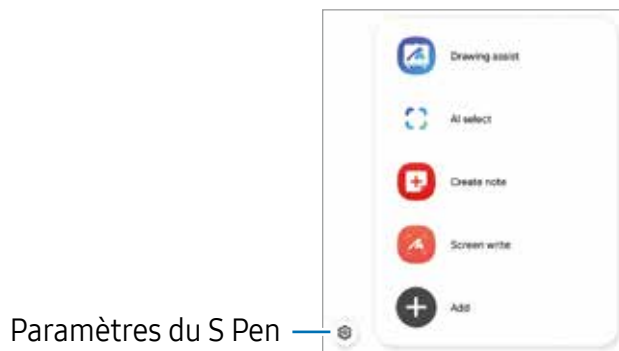 Drawing assist
AI select
Create note
Screen write
Add
Paramètres du S Pen